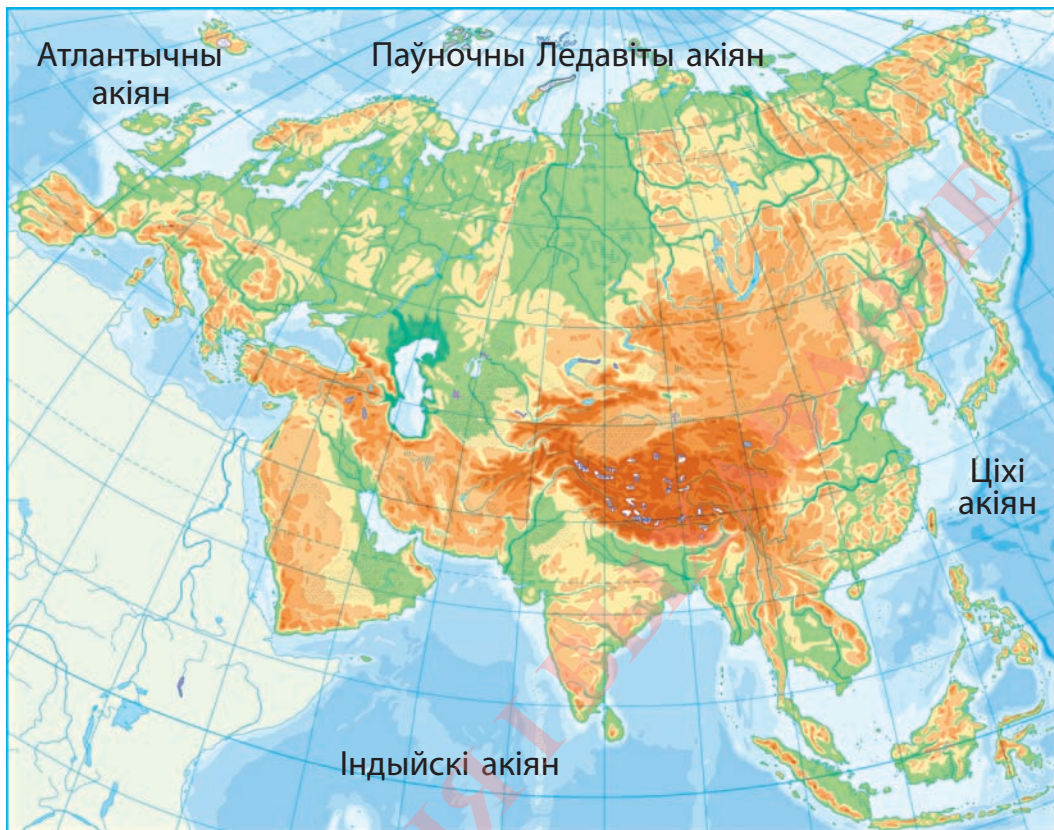 Атлантычны
акіян
Паўночны Ледавіты акіян
Ціхі
акіян
Індыйскі акіян